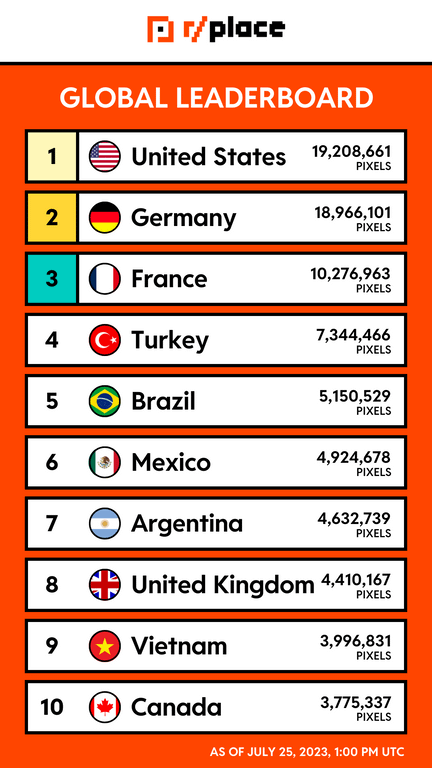 r/place
GLOBAL LEADERBOARD
1 United States 19,208,661
PIXELS
2 Germany 18,966,101
PIXELS
3 France 10,276,963
PIXELS
4 Turkey 7,344,466
PIXELS
5 Brazil 5,150,529
PIXELS
6 Mexico 4,924,678
PIXELS
7 Argentina 4,632,739
PIXELS
8 United Kingdom 4,410,167
PIXELS
9 Vietnam 3,996,831
PIXELS
10 Canada 3,775,337
PIXELS
AS OF JULY 25, 2023, 1:00 PM UTC